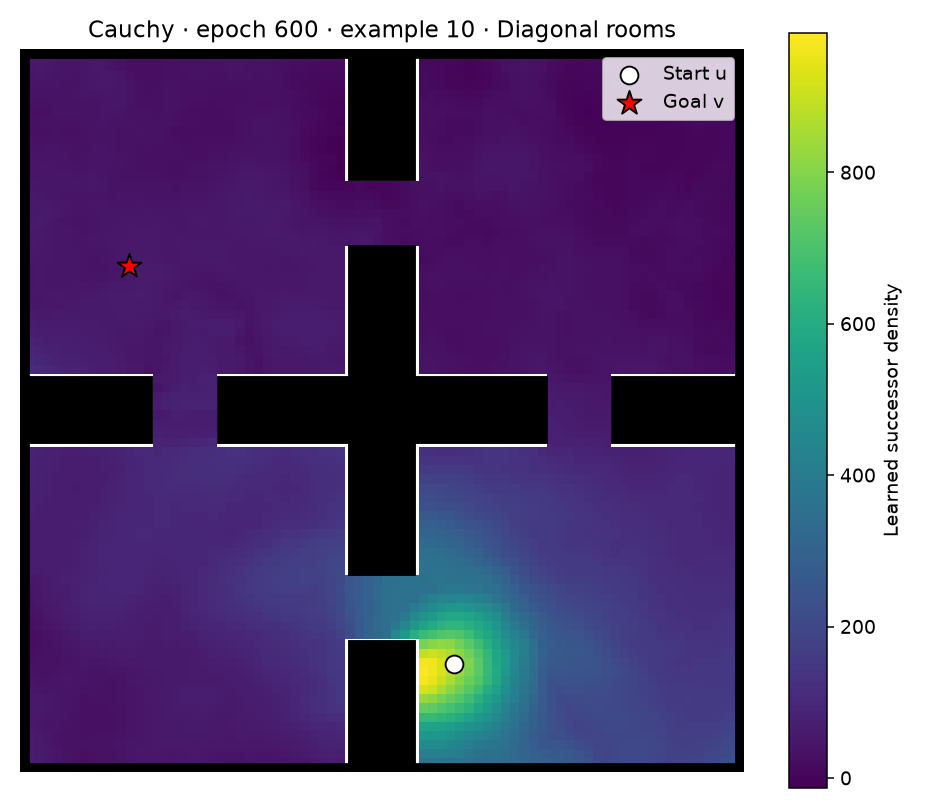 Cauchy · epoch 600 · example 10 · Diagonal rooms
Start u
Goal v
800
600
400
200
0
Learned successor density